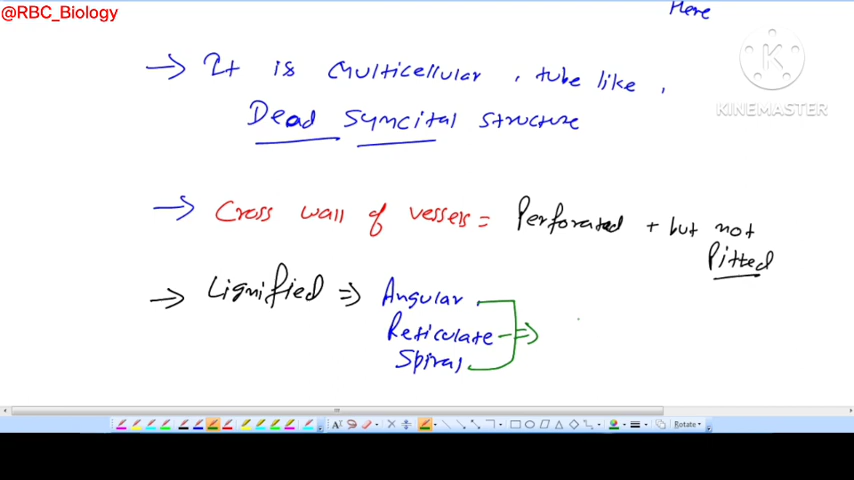 @RBC_Biology
Here
→ It is multicellular, tube like,
Dead Syncital structure
KINEMASTER
→ Cross wall of vessels = Perforated + but not
Pitted
→ Lignified ⇒ Angular
Reticulate ⇒
Spiral
Rotate